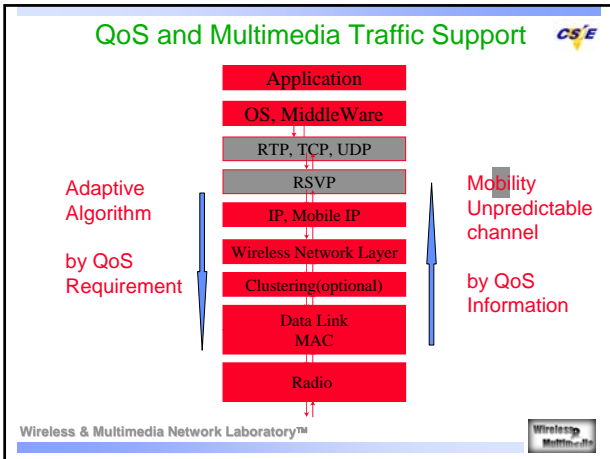 QoS and Multimedia Traffic Support
CS/E
Application
OS, MiddleWare
RTP, TCP, UDP
RSVP
IP, Mobile IP
Wireless Network Layer
Clustering(optional)
Data Link
MAC
Radio
Adaptive
Algorithm
by QoS
Requirement
Mobility
Unpredictable
channel
by QoS
Information
Wireless & Multimedia Network Laboratory™
Wireless
Multimedia